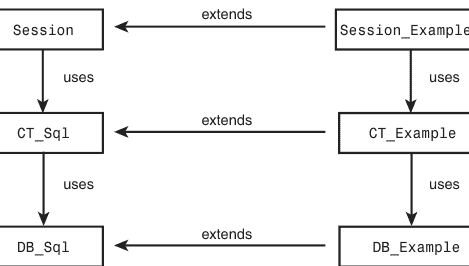 extends
Session
Session_Example
uses
uses
extends
CT_Sql
CT_Example
uses
uses
extends
DB_Sql
DB_Example